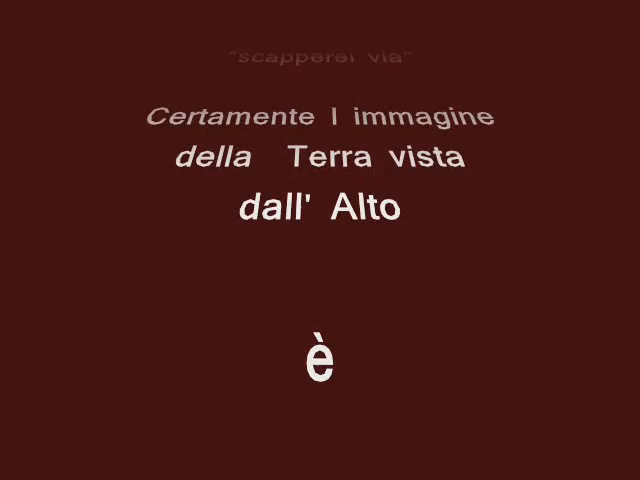 "scapperei via"
Certamente l immagine
della Terra vista
dall' Alto
è